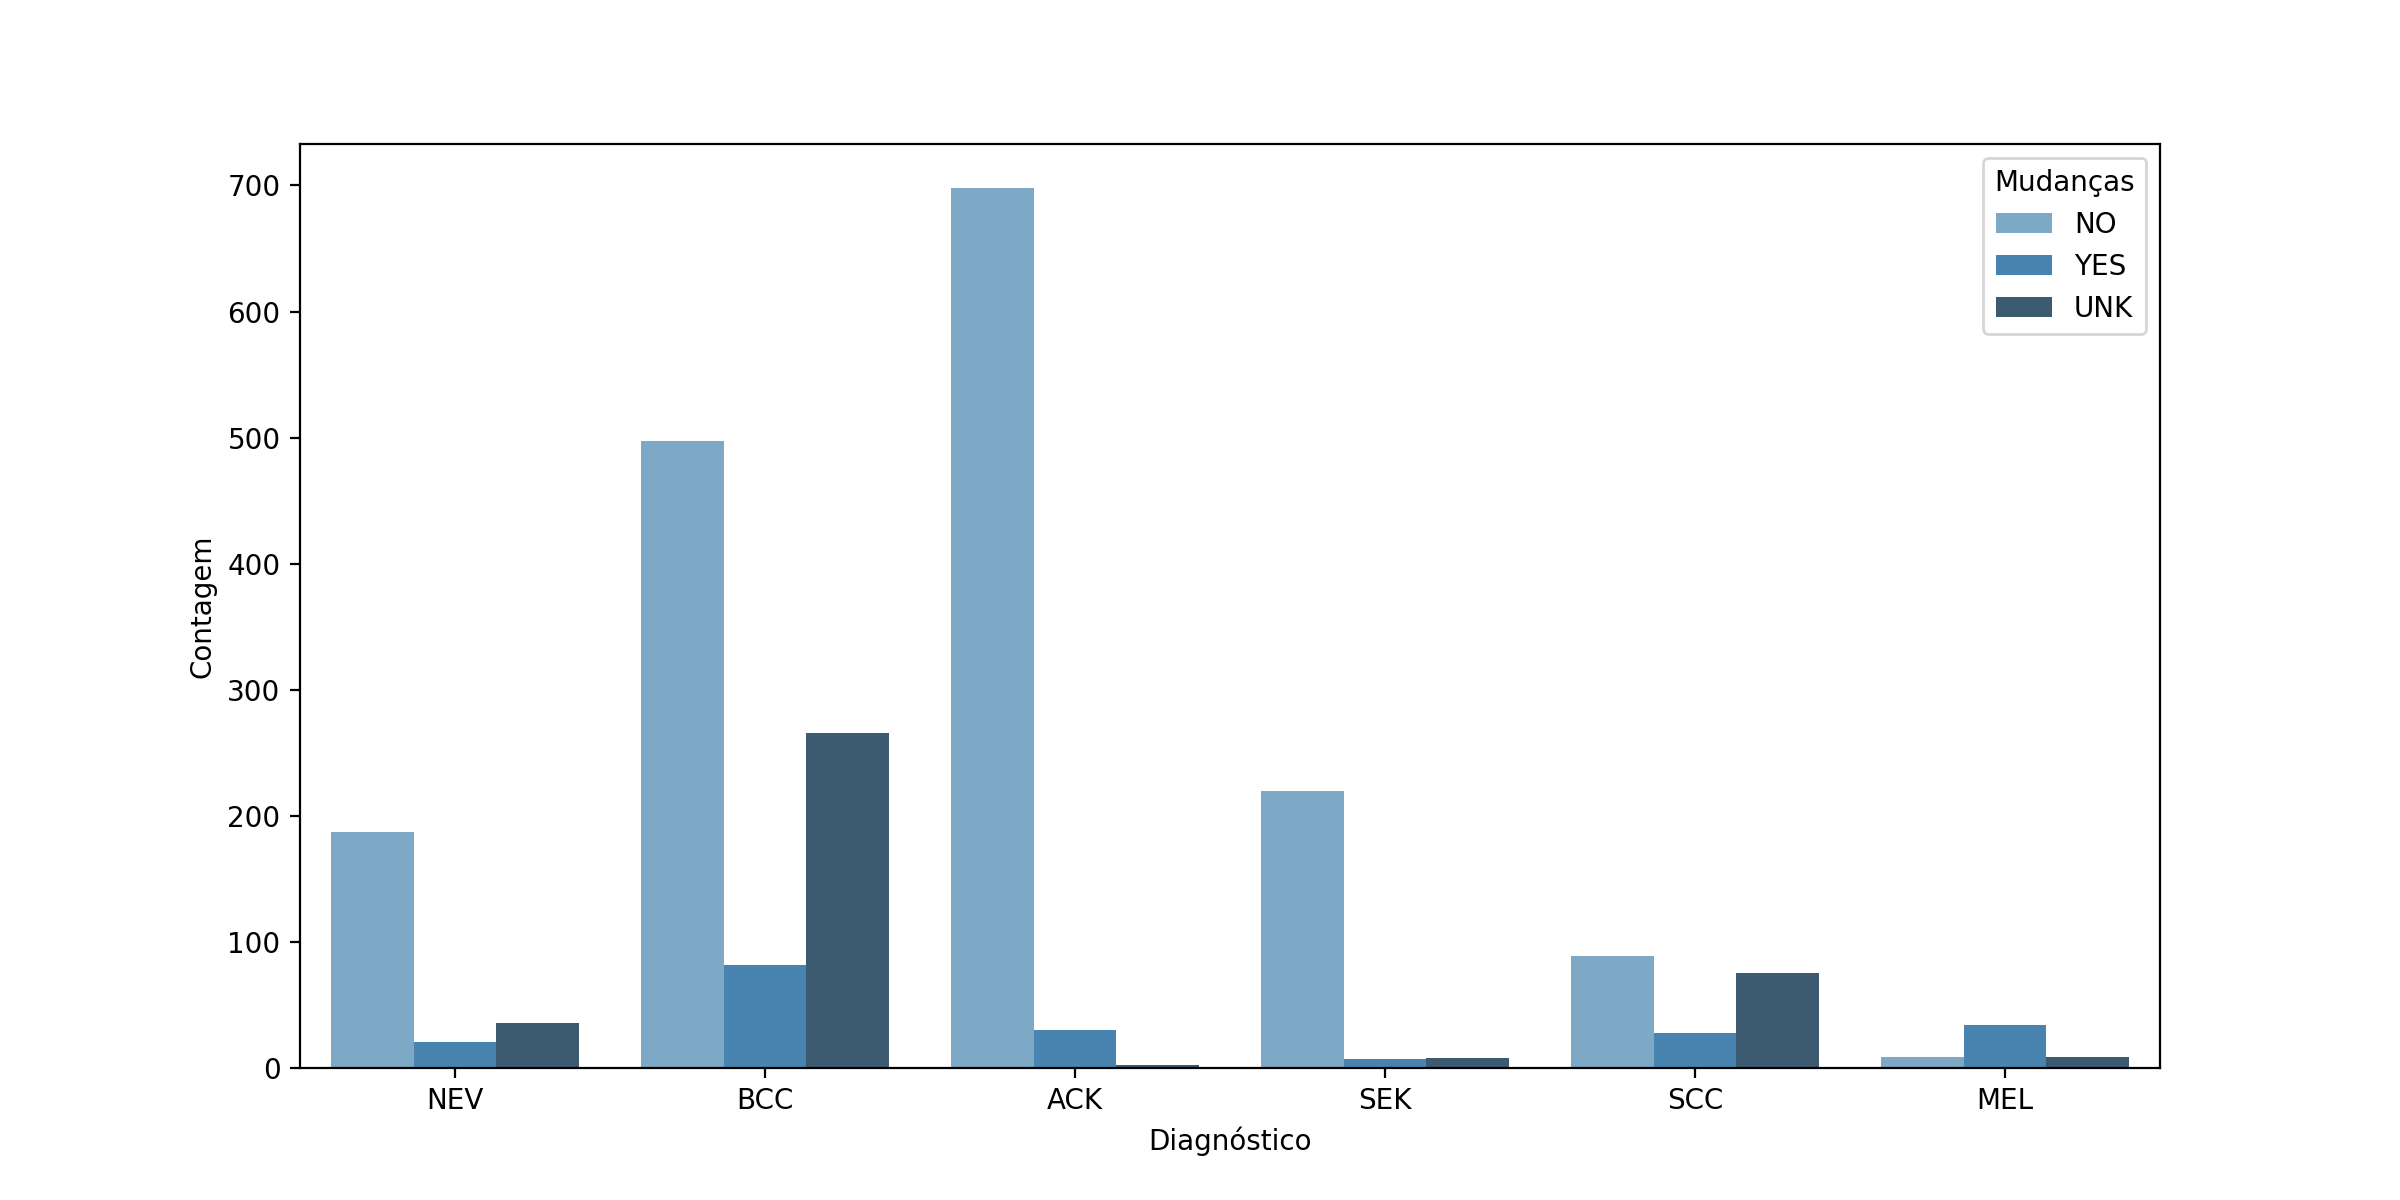 Mudanças
NO
YES
UNK
700
600
500
400
300
200
100
0
Contagem
NEV BCC ACK SEK SCC MEL
Diagnóstico